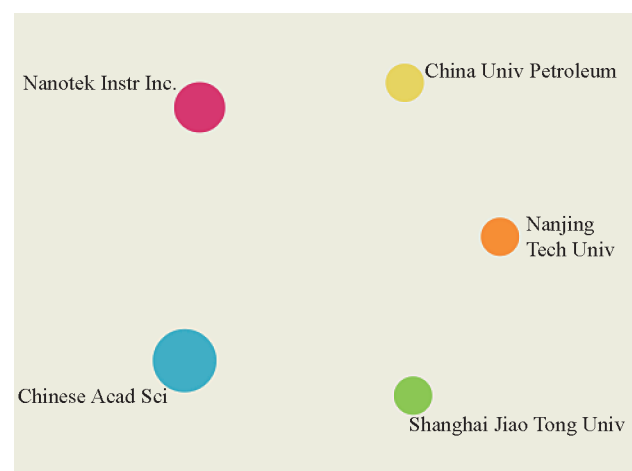 China Univ Petroleum
Nanotek Instr Inc.
Nanjing
Tech Univ
Chinese Acad Sci
Shanghai Jiao Tong Univ